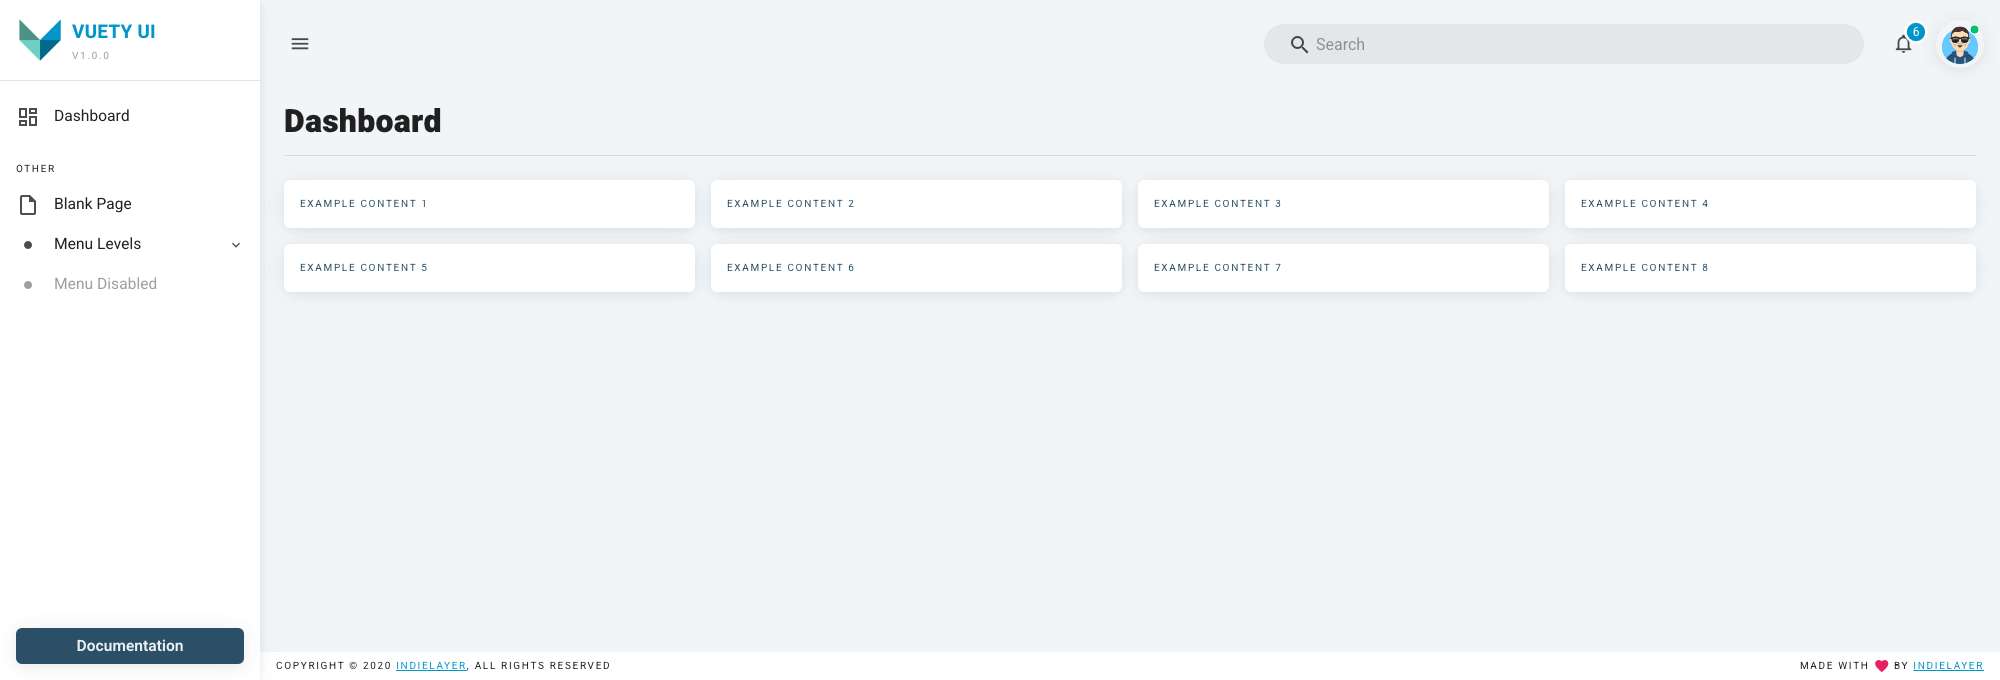 VUETY UI
V1.0.0
Dashboard
OTHER
Blank Page
Menu Levels
Menu Disabled
Documentation
Search
6
Dashboard
EXAMPLE CONTENT 1
EXAMPLE CONTENT 2
EXAMPLE CONTENT 3
EXAMPLE CONTENT 4
EXAMPLE CONTENT 5
EXAMPLE CONTENT 6
EXAMPLE CONTENT 7
EXAMPLE CONTENT 8
COPYRIGHT © 2020 INDIELAYER, ALL RIGHTS RESERVED
MADE WITH ♥ BY INDIELAYER